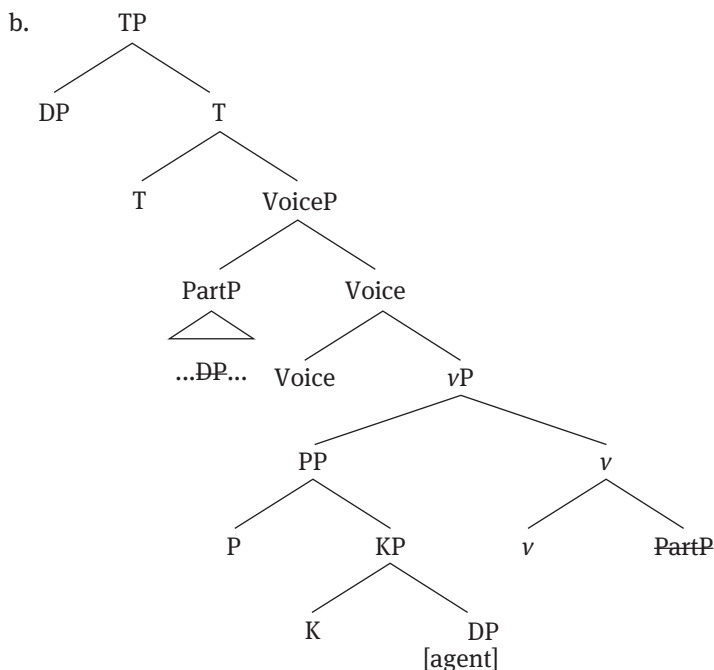 b. TP
DP T
T VoiceP
PartP Voice
...DP... Voice vP
PP v
P KP v PartP
K DP
[agent]